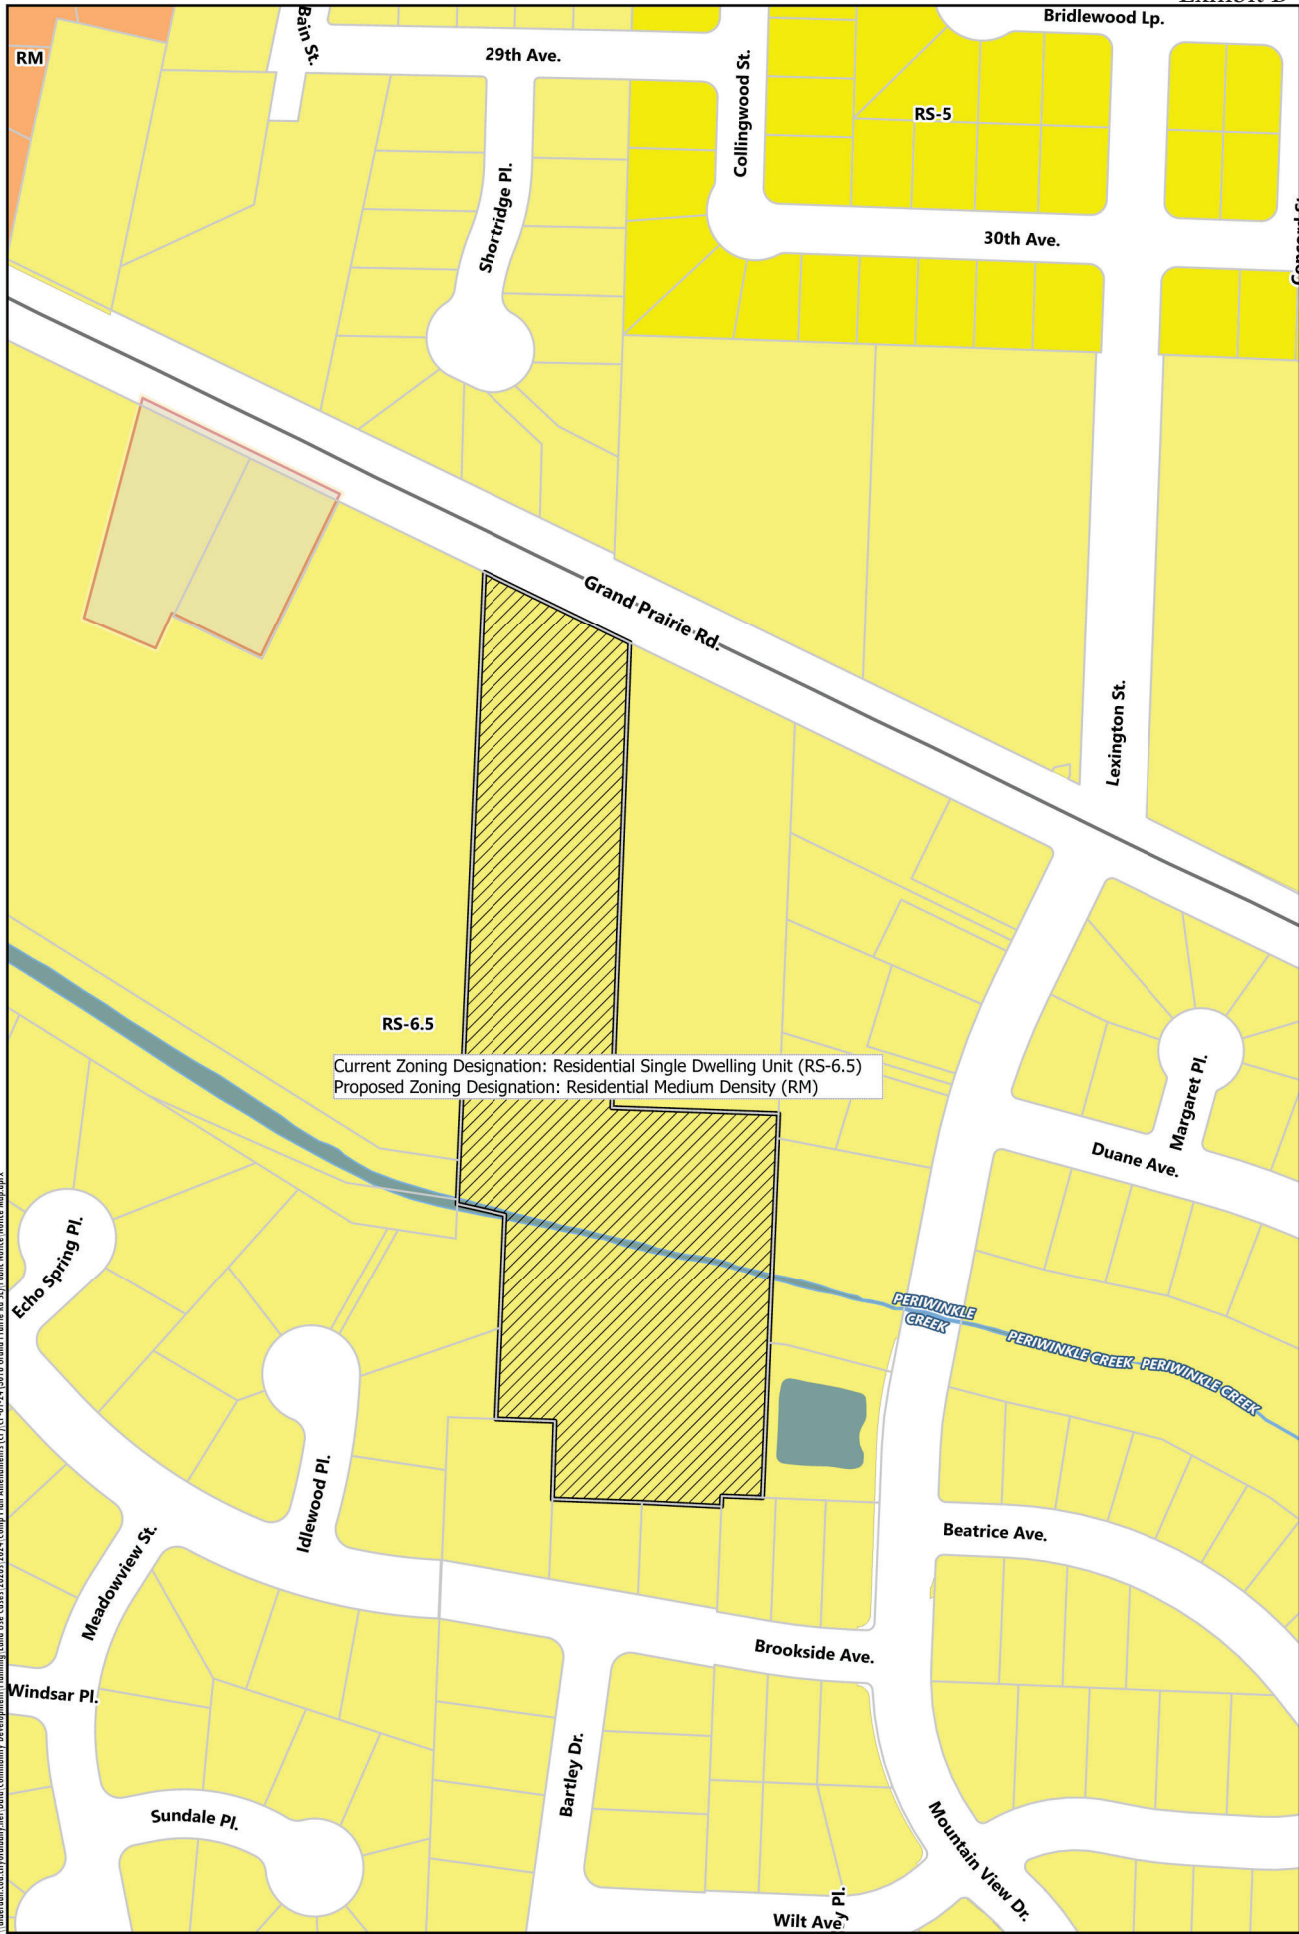 Bridlewood Lp.
RM
Bain St.
29th Ave.
Collingwood St.
RS-5
Shortridge Pl.
30th Ave.
Grand Prairie Rd.
Lexington St.
RS-6.5
Current Zoning Designation: Residential Single Dwelling Unit (RS-6.5)
Proposed Zoning Designation: Residential Medium Density (RM)
Margaret Pl.
Duane Ave.
Echo Spring Pl.
PERIWINKLE
CREEK
PERIWINKLE CREEK
PERIWINKLE CREEK
Idlewood Pl.
Meadowview St.
Beatrice Ave.
Brookside Ave.
Windsar Pl.
Bartley Dr.
Sundale Pl.
Mountain View Dr.
Wilt Ave
Pl.